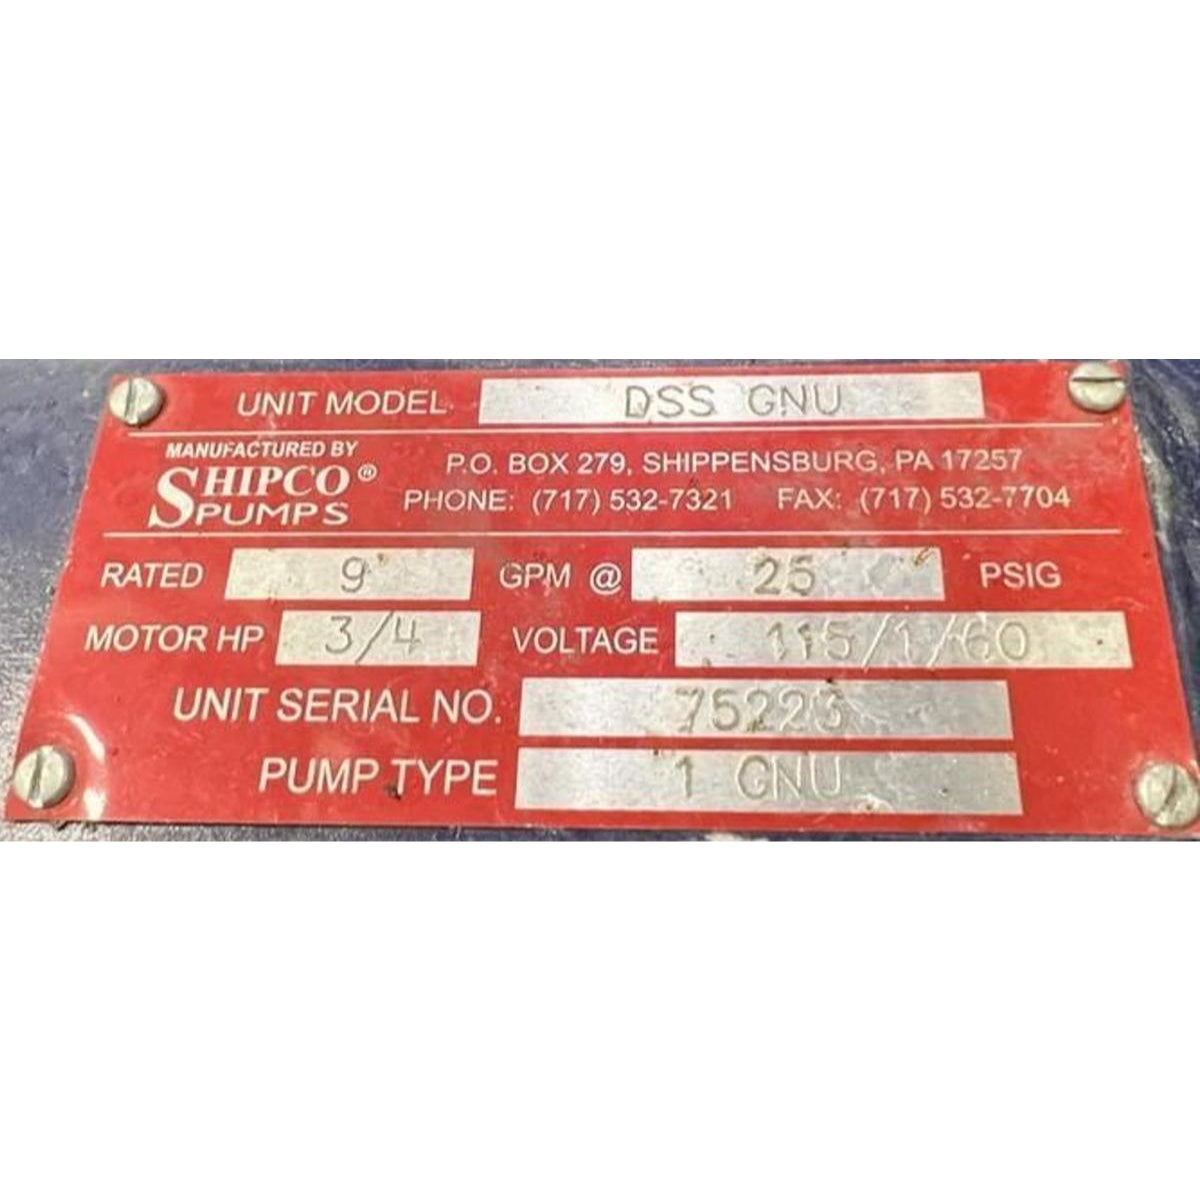 UNIT MODEL DSS GNU
MANUFACTURED BY
SHIPCO® PUMPS
P.O. BOX 279, SHIPPENSBURG, PA 17257
PHONE: (717) 532-7321 FAX: (717) 532-7704
RATED 9 GPM @ 25 PSIG
MOTOR HP 3/4 VOLTAGE 115/1/60
UNIT SERIAL NO. 75223
PUMP TYPE 1 GNU